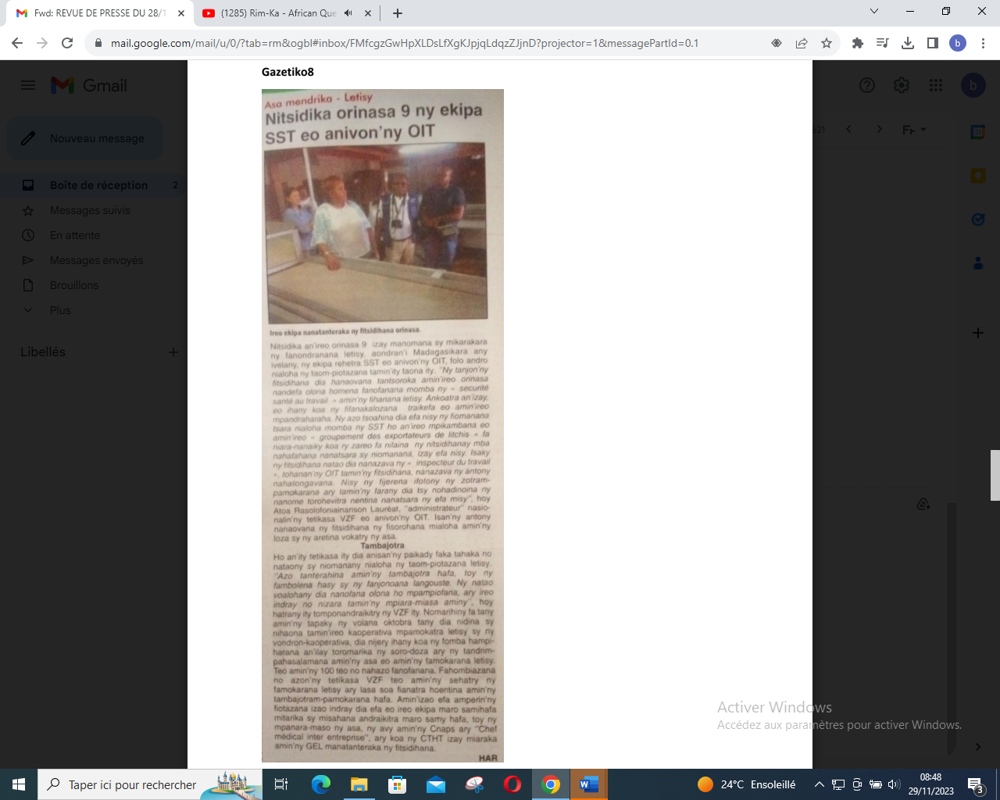 Fwd: REVUE DE PRESSE DU 28/1
(1285) Rim-Ka - African Que
mail.google.com/mail/u/0/?tab=rm&ogbl#inbox/FMfcgzGwHpXLDsLfXgKJpjqLdqzZJjnD?projector=1&messagePartId=0.1
b
Gmail
b
Nouveau message
Boîte de réception 2
Messages suivis
En attente
Messages envoyés
Brouillons
Plus
Libellés
Gazetiko8
Asa mendrika - Letisy
Nitsidika orinasa 9 ny ekipa
SST eo anivon'ny OIT
Ireo ekipa nanatanteraka ny fitsidihana orinasa.
Nitsidika an'ireo orinasa 9 izay manomana sy mikarakara
ny fanondranana letisy, aondran'i Madagasikara any
ivelany, ny ekipa rehetra SST eo anivon'ny OIT, folo andro
nialoha ny taom-piotazana tamin'ity taona ity. "Ny tanjon'ny
fitsidihana dia hanaovana tantsoroka amin'ireo orinasa
nandefa olona homena fanofanana momba ny « securité
santé au travail » amin'ny fihariana letisy. Ankoatra an'izay,
eo ihany koa ny fifanakalozana traikefa eo amin'ireo
mpandraharaha. Ny azo tsoahina dia efa nisy ny fiomanana
tsara nialoha momba ny SST ho an'ireo mpikambana eo
amin'ireo « groupement des exportateurs de litchis » fa
niara-nanaiky koa ry zareo fa nilaina ny nitsidihanay mba
nahafahana nanatsara sy niomanana, izay efa nisy. Isaky
ny fitsidihana natao dia nanazava ny « inspecteur du travail
», tohanan'ny OIT tamin'ny fitsidihana, nanazava ny antony
nahatongavana. Nisy ny fijerena ifotony ny zotram-
pamokarana ary tamin'ny farany dia tsy nohadinoina ny
nanome torohevitra nentina nanatsara ny efa misy", hoy
Atoa Rasolofoniainarison Lauréat, "administrateur" nasio-
nalin'ny tetikasa VZF eo anivon'ny OIT. Isan'ny antony
nanaovana ny fitsidihana ny fisorohana mialoha amin'ny
loza sy ny aretina vokatry ny asa.
Tambajotra
Ho an'ity tetikasa ity dia anisan'ny paikady faka tahaka no
nataony sy niomanany nialoha ny taom-piotazana letisy.
"Azo tanterahina amin'ny tambajotra hafa, toy ny
fambolena hasy sy ny fanjonoana langouste. Ny natao
voalohany dia nanofana olona ho mpampiofana, ary ireo
indray no nizara tamin'ny mpiara-miasa aminy", hoy
hatrany ity tomponandraikitry ny VZF ity. Nomarihiny fa tany
amin'ny tapaky ny volana oktobra tany dia nidina sy
nihaona tamin'ireo kaoperativa mpamokatra letisy sy ny
vondron-kaoperativa, dia nijery ihany koa ny fomba hampi-
harana an'ilay toromarika ny soro-doza ary ny tandrim-
pahasalamana amin'ny asa eo amin'ny famokarana letisy.
Teo amin'ny 100 teo no nahazo fanofanana. Fahombiazana
no azon'ny tetikasa VZF teo amin'ny sehatry ny
famokarana letisy ary lasa soa fianatra hoentina amin'ny
tambajotram-pamokarana hafa. Amin'izao efa amperin'ny
fiotazana izao indray dia efa eo ireo ekipa maro samihafa
mitarika sy misahana andraikitra maro samy hafa, toy ny
mpanara-maso ny asa, ny avy amin'ny Cnaps ary "Chef
médical inter entreprise", ary koa ny CTHT izay miaraka
amin'ny GEL manatanteraka ny fitsidihana.
HAR
Activer Windows
Accédez aux paramètres pour activer Windows.
Taper ici pour rechercher
24°C Ensoleillé
08:48
29/11/2023
3